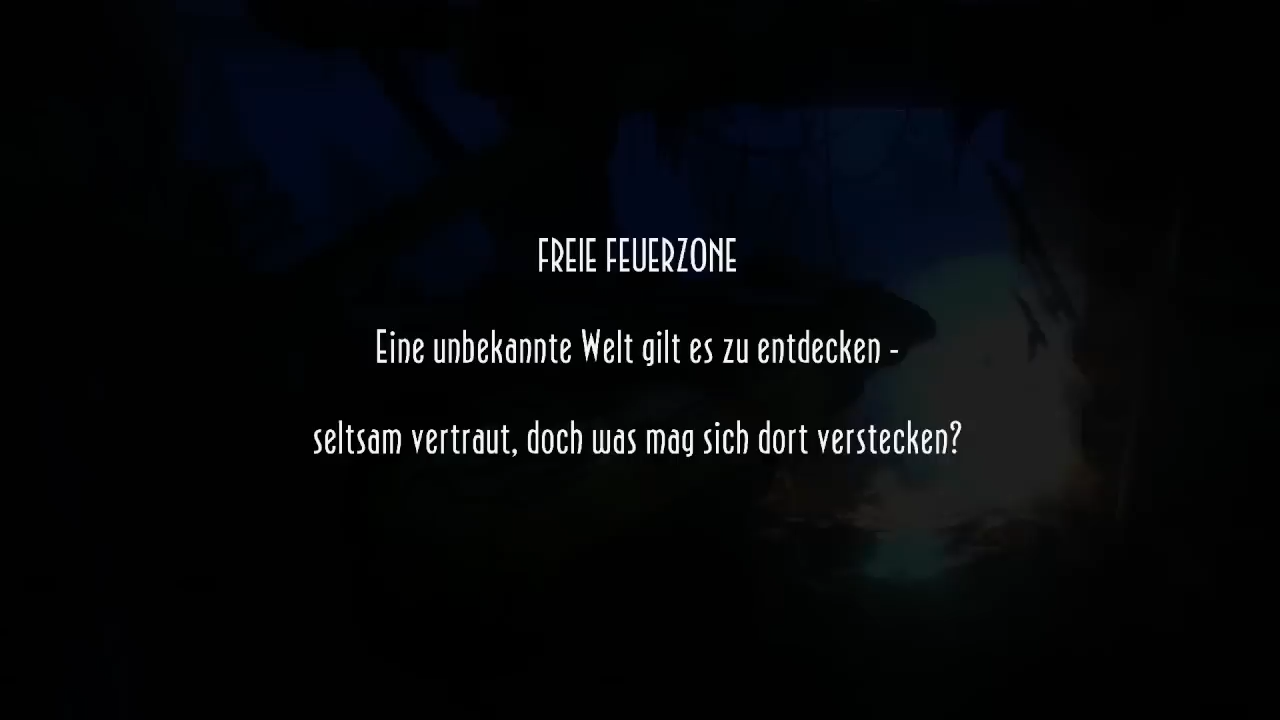 FREIE FEUERZONE
Eine unbekannte Welt gilt es zu entdecken -
seltsam vertraut, doch was mag sich dort verstecken?